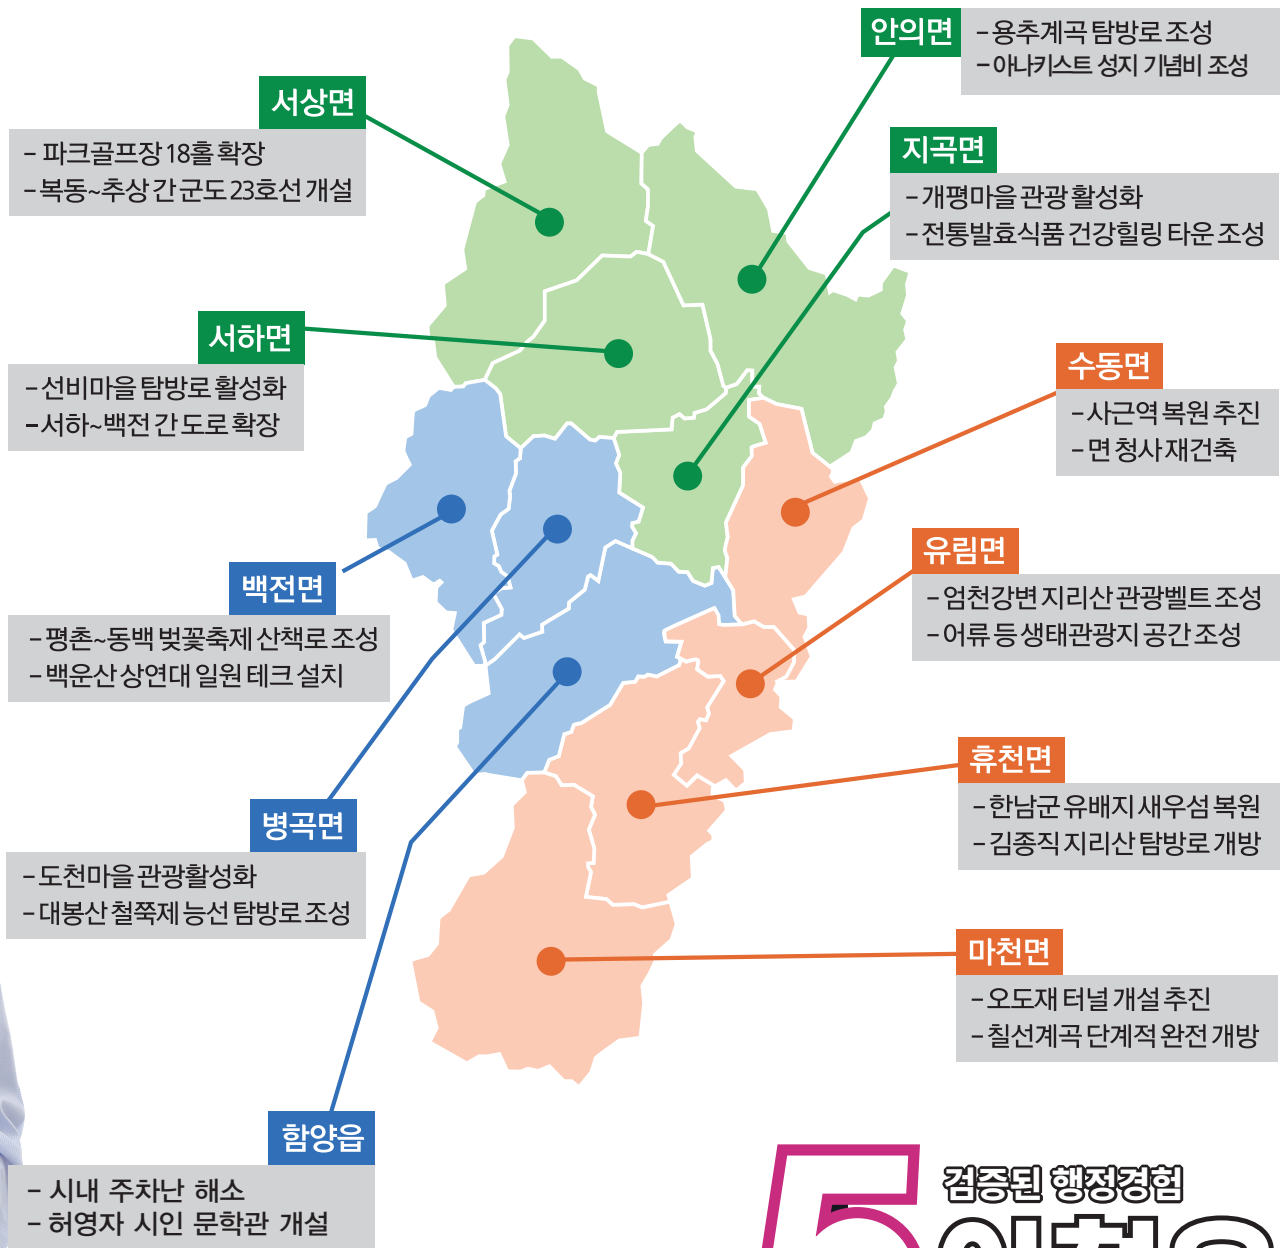 안의면
- 용추계곡 탐방로 조성
- 아나키스트 성지 기념비 조성
서상면
- 파크골프장 18홀 확장
- 복동~추상 간 군도 23호선 개설
지곡면
- 개평마을 관광 활성화
- 전통발효식품 건강힐링 타운 조성
서하면
- 선비마을 탐방로 활성화
- 서하~백전 간 도로 확장
수동면
- 사근역 복원 추진
- 면 청사 재건축
유림면
- 엄천강변 지리산 관광벨트 조성
- 어류 등 생태관광지 공간 조성
백전면
- 평촌~동백 벚꽃축제 산책로 조성
- 백운산 상연대 일원 테크 설치
휴천면
- 한남군 유배지 새우섬 복원
- 김종직 지리산 탐방로 개방
병곡면
- 도천마을 관광활성화
- 대봉산 철쭉제 능선 탐방로 조성
마천면
- 오도재 터널 개설 추진
- 칠선계곡 단계적 완전 개방
함양읍
- 시내 주차난 해소
- 허영자 시인 문학관 개설
5
검증된 행정경험